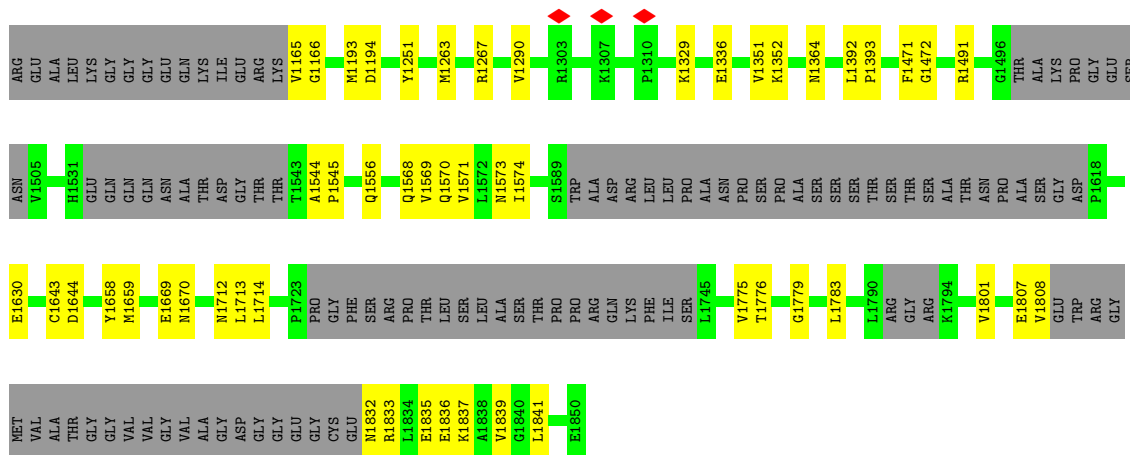 ARG GLU ALA LEU LYS GLY GLY GLY GLU GLN LYS ILE GLU ARG LYS V1165 G1166 M1193 D1194 Y1251 M1263 R1267 V1290 R1303 K1307 P1310 K1329 E1336 V1351 K1352 N1364 L1392 P1393 F1471 G1472 R1491 G1496 THR ALA LYS PRO GLY GLU SER
ASN V1505 H1531 GLU GLN GLN GLN ASN ALA THR ASP GLY THR THR T1543 A1544 P1545 Q1556 Q1568 V1569 Q1570 V1571 L1572 N1573 I1574 S1589 TRP ALA ASP ARG LEU LEU PRO ALA ASN PRO SER PRO ALA SER SER SER THR SER THR SER ALA THR ASN PRO ALA SER GLY ASP P1618
E1630 C1643 D1644 Y1658 M1659 E1669 N1670 N1712 L1713 L1714 P1723 PRO GLY PHE SER ARG PRO THR LEU SER LEU ALA SER THR PRO PRO ARG GLN LYS PHE ILE SER L1745 V1775 T1776 G1779 L1783 L1790 ARG GLY ARG K1794 V1801 E1807 V1808 GLU TRP ARG GLY
MET VAL ALA THR GLY GLY VAL VAL GLY VAL ALA GLY ASP GLY GLY GLU GLY CYS GLU N1832 R1833 L1834 E1835 E1836 K1837 A1838 V1839 G1840 L1841 E1850